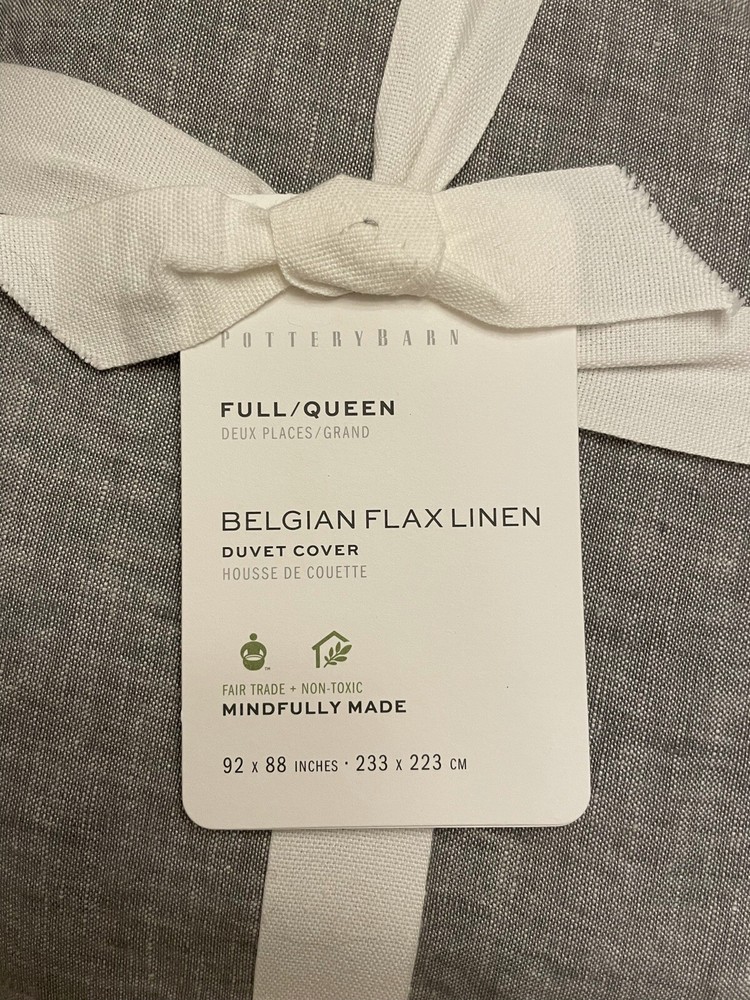 POTTERYBARN
FULL/QUEEN
DEUX PLACES/GRAND
BELGIAN FLAX LINEN
DUVET COVER
HOUSSE DE COUETTE
TM
FAIR TRADE + NON-TOXIC
MINDFULLY MADE
92 x 88 INCHES · 233 x 223 CM